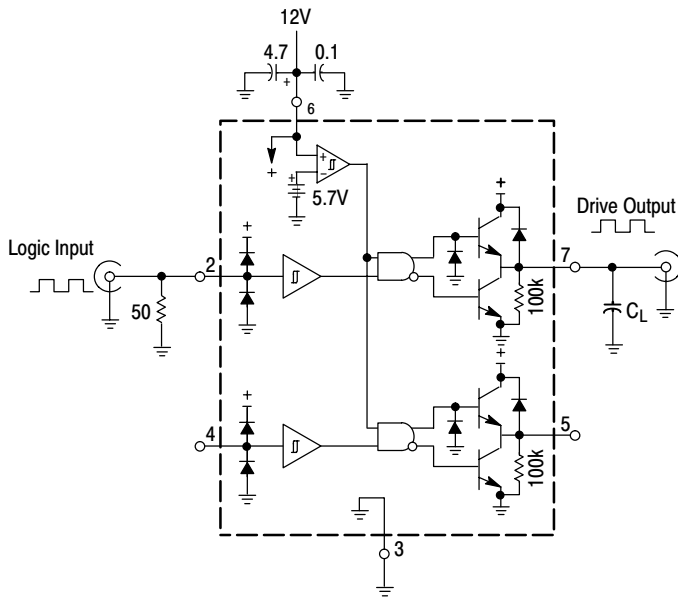 12V
4.7
0.1
+
6
+
+
–
+
5.7V
+
Drive Output
Logic Input
+
2
7
50
100k
CL
+
+
4
5
100k
3